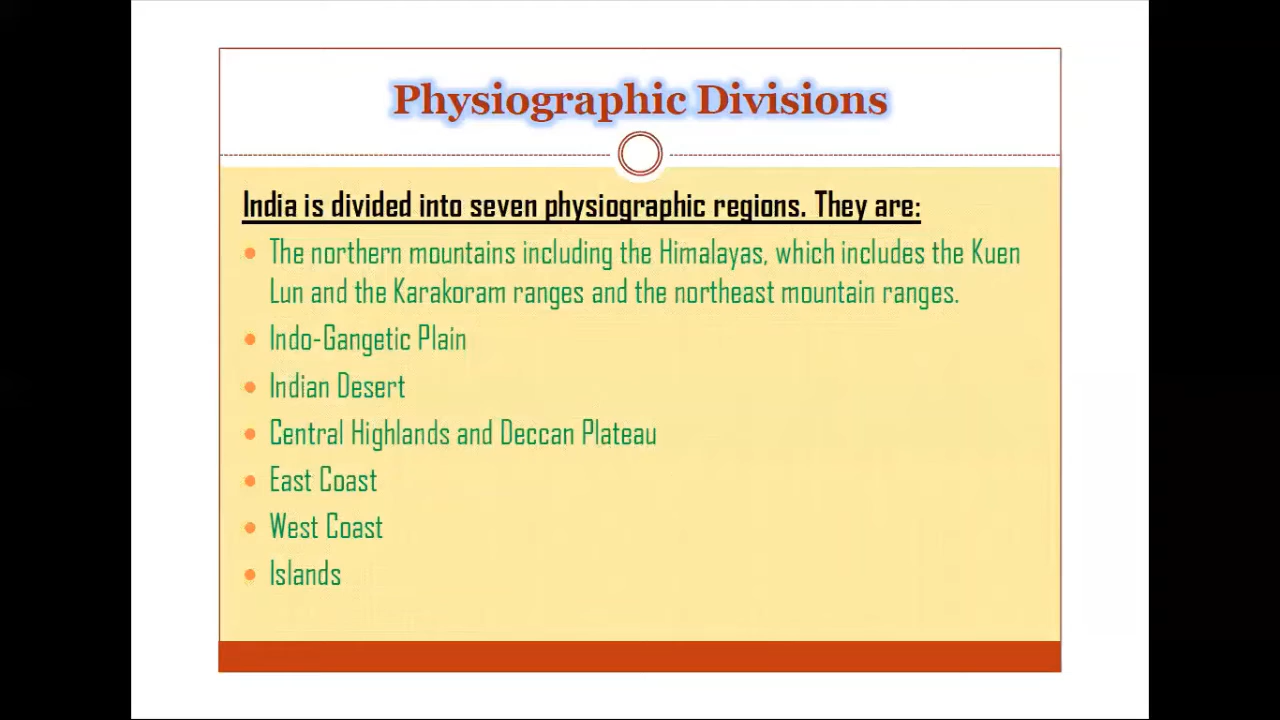 Physiographic Divisions
India is divided into seven physiographic regions. They are:
The northern mountains including the Himalayas, which includes the Kuen
Lun and the Karakoram ranges and the northeast mountain ranges.
Indo-Gangetic Plain
Indian Desert
Central Highlands and Deccan Plateau
East Coast
West Coast
Islands